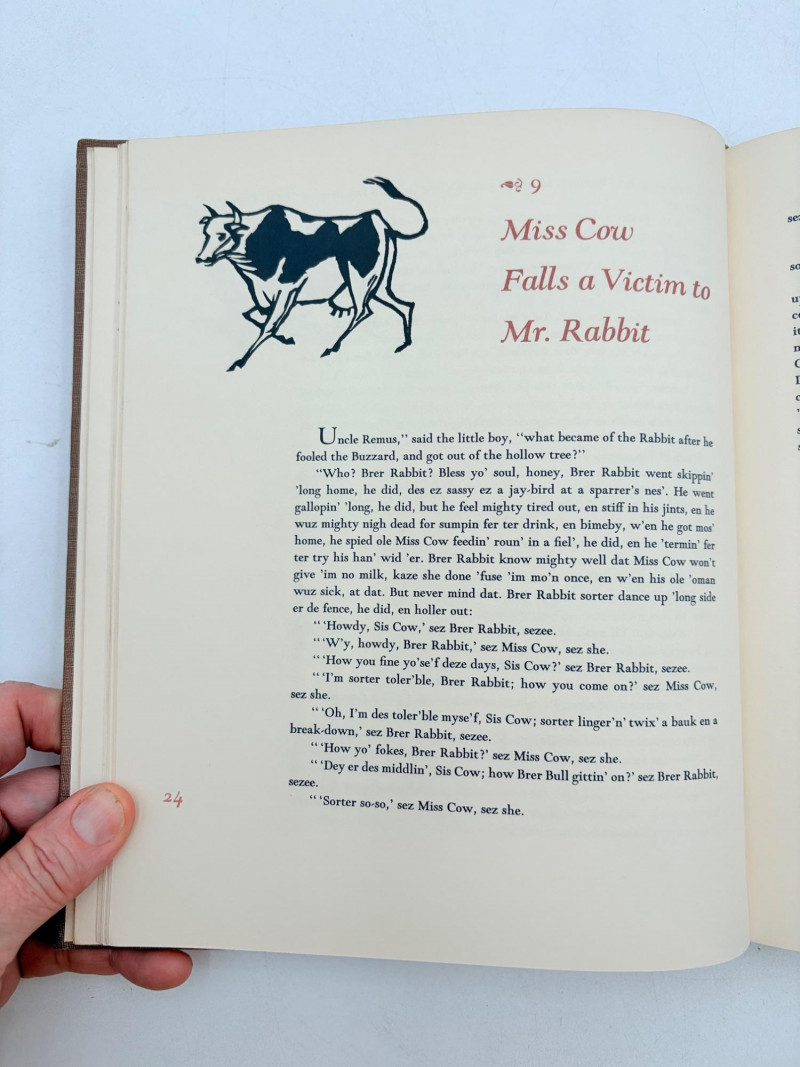 9
Miss Cow
Falls a Victim to
Mr. Rabbit
Uncle Remus," said the little boy, "what became of the Rabbit after he
fooled the Buzzard, and got out of the hollow tree?"
"Who? Brer Rabbit? Bless yo' soul, honey, Brer Rabbit went skippin'
'long home, he did, des ez sassy ez a jay-bird at a sparrer's nes'. He went
gallopin' 'long, he did, but he feel mighty tired out, en stiff in his jints, en he
wuz mighty nigh dead for sumpin fer ter drink, en bimeby, w'en he got mos'
home, he spied ole Miss Cow feedin' roun' in a fiel', he did, en he 'termin' fer
ter try his han' wid 'er. Brer Rabbit know mighty well dat Miss Cow won't
give 'im no milk, kaze she done 'fuse 'im mo'n once, en w'en his ole 'oman
wuz sick, at dat. But never mind dat. Brer Rabbit sorter dance up 'long side
er de fence, he did, en holler out:
"'Howdy, Sis Cow,' sez Brer Rabbit, sezee.
"'W'y, howdy, Brer Rabbit,' sez Miss Cow, sez she.
"'How you fine yo'se'f deze days, Sis Cow?' sez Brer Rabbit, sezee.
"'I'm sorter toler'ble, Brer Rabbit; how you come on?' sez Miss Cow,
sez she.
"'Oh, I'm des toler'ble myse'f, Sis Cow; sorter linger'n' twix' a bauk en a
break-down,' sez Brer Rabbit, sezee.
"'How yo' fokes, Brer Rabbit?' sez Miss Cow, sez she.
"'Dey er des middlin', Sis Cow; how Brer Bull gittin' on?' sez Brer Rabbit,
sezee.
"'Sorter so-so,' sez Miss Cow, sez she.
24